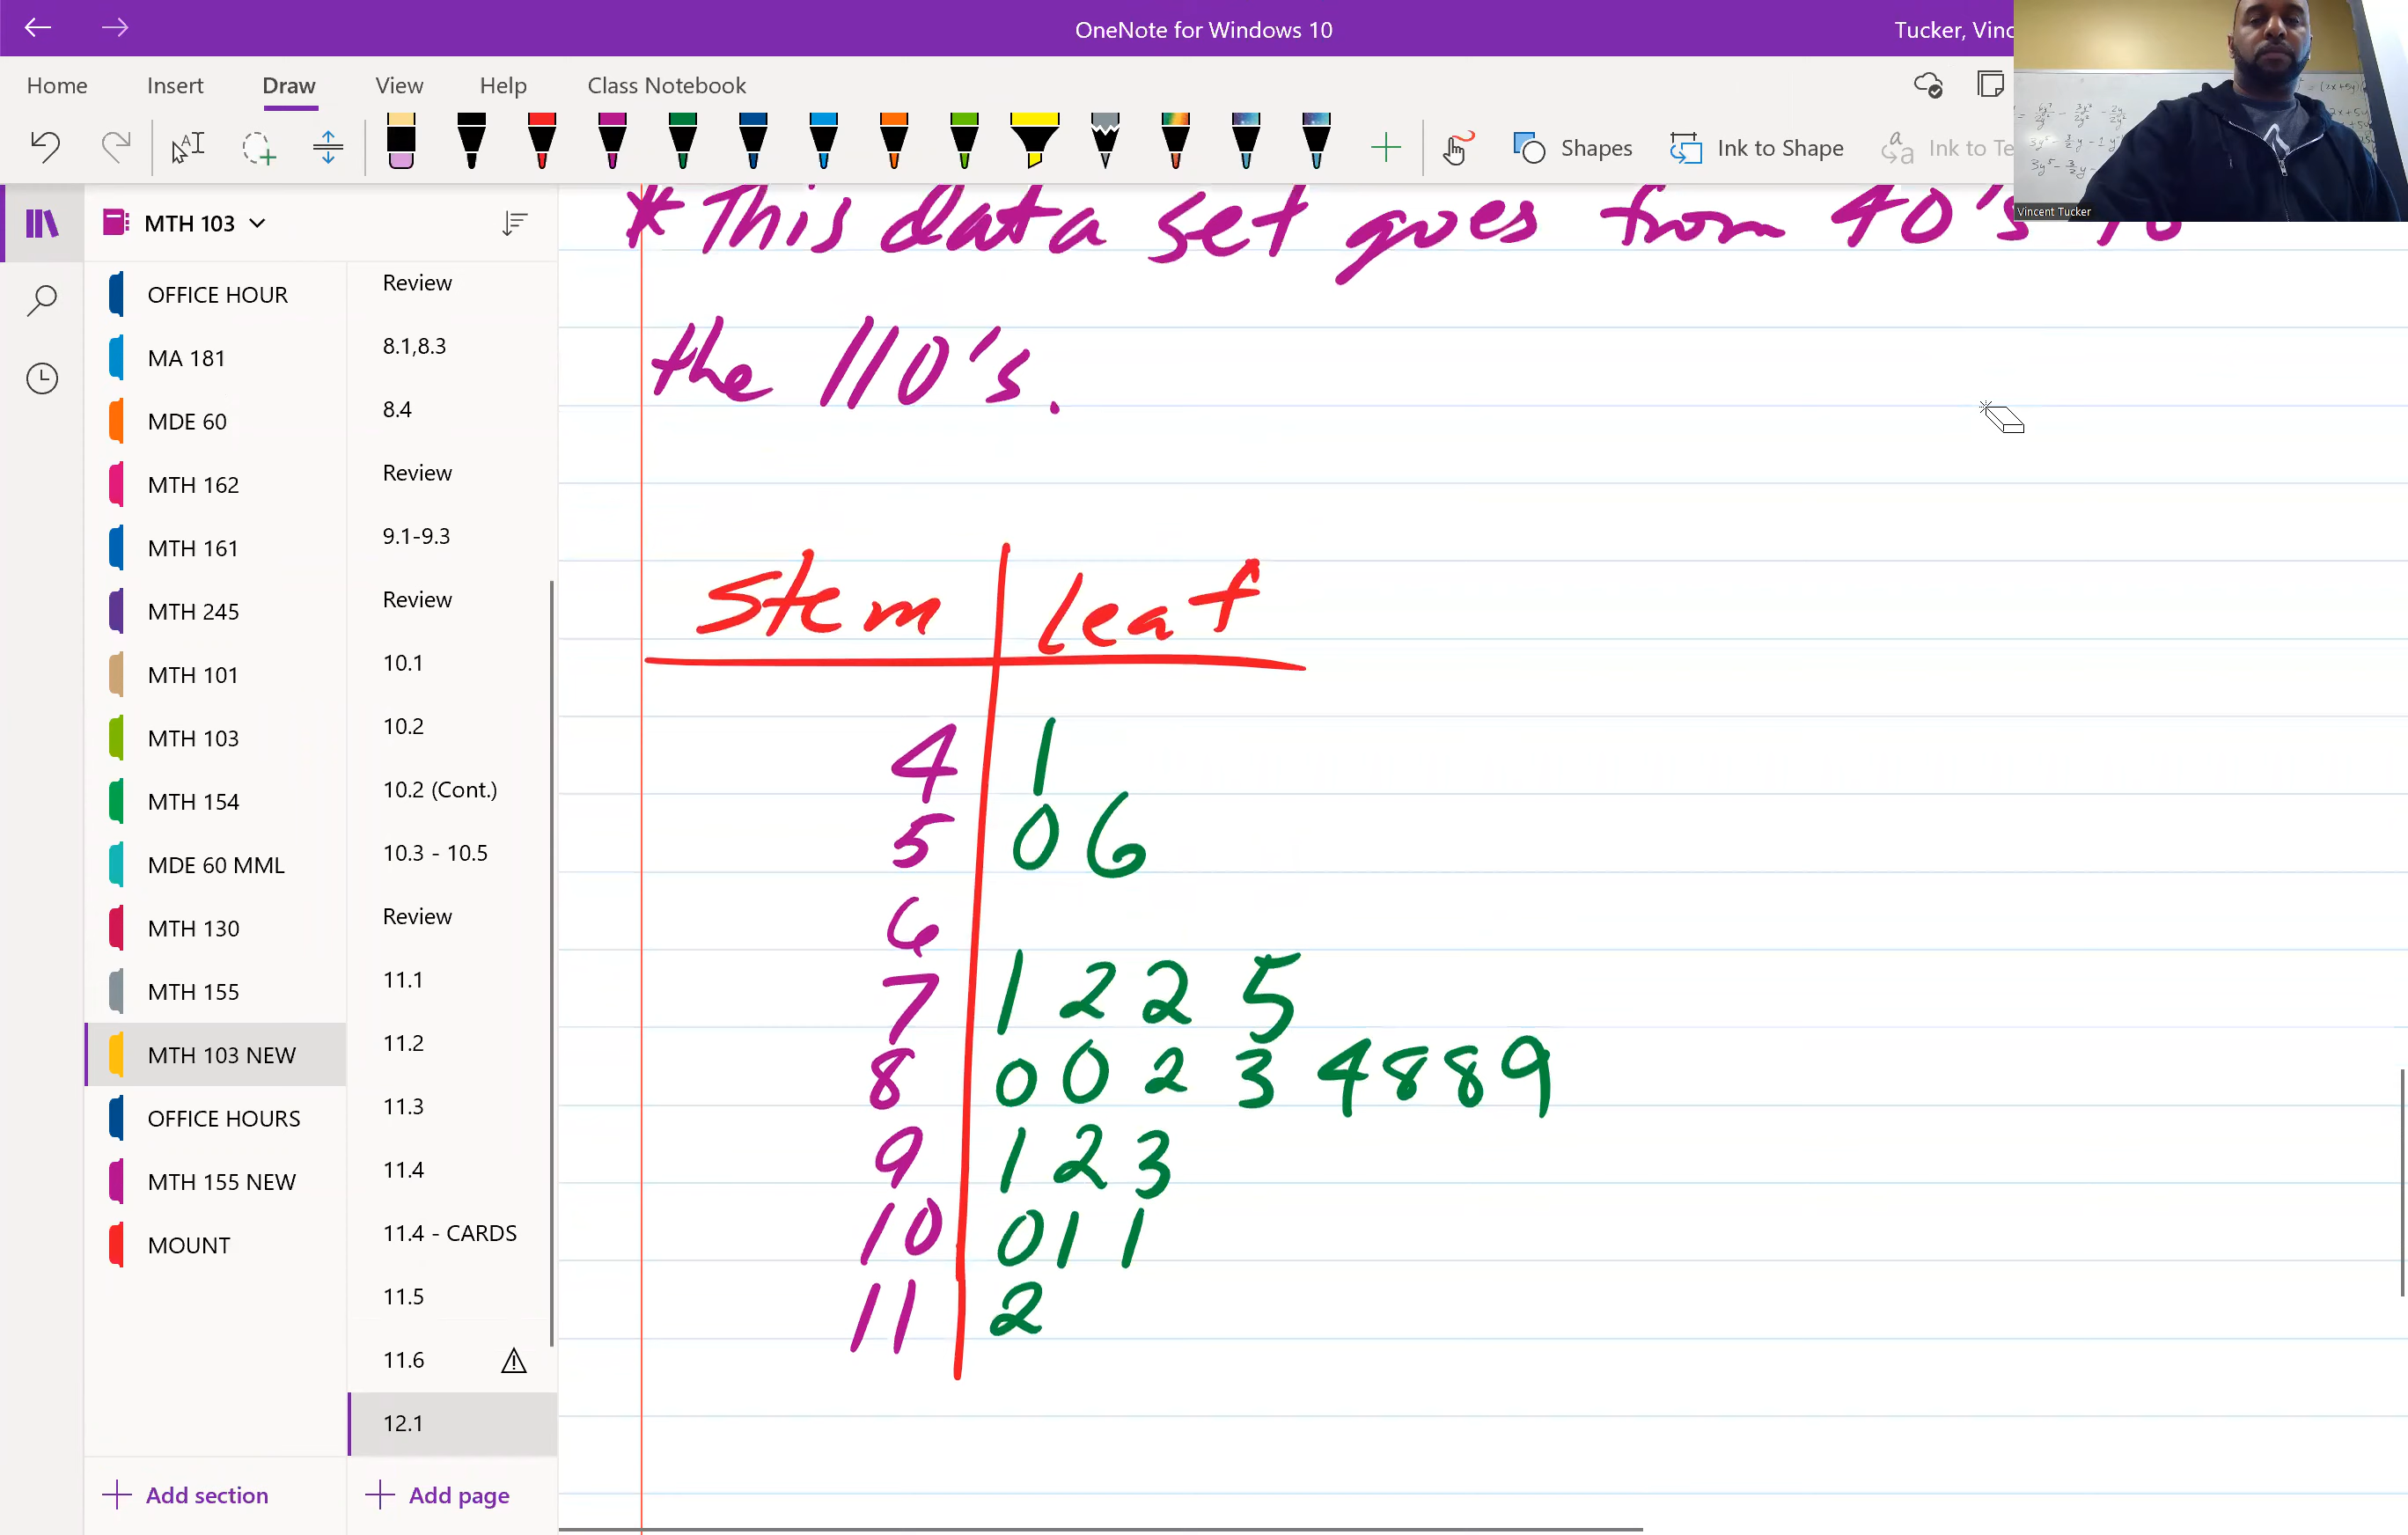 OneNote for Windows 10
Tucker, Vinc
Home Insert Draw View Help Class Notebook
Shapes Ink to Shape Ink to Te
Vincent Tucker
MTH 103
OFFICE HOUR
MA 181
MDE 60
MTH 162
MTH 161
MTH 245
MTH 101
MTH 103
MTH 154
MDE 60 MML
MTH 130
MTH 155
MTH 103 NEW
OFFICE HOURS
MTH 155 NEW
MOUNT
Add section
Review
8.1,8.3
8.4
Review
9.1-9.3
Review
10.1
10.2
10.2 (Cont.)
10.3 - 10.5
Review
11.1
11.2
11.3
11.4
11.4 - CARDS
11.5
11.6
12.1
Add page
*This data set goes from 40's to
the 110's.
Stem | Leaf
4 | 1
5 | 0 6
6 |
7 | 1 2 2 5
8 | 0 0 2 3 4 8 8 9
9 | 1 2 3
10 | 0 1 1
11 | 2